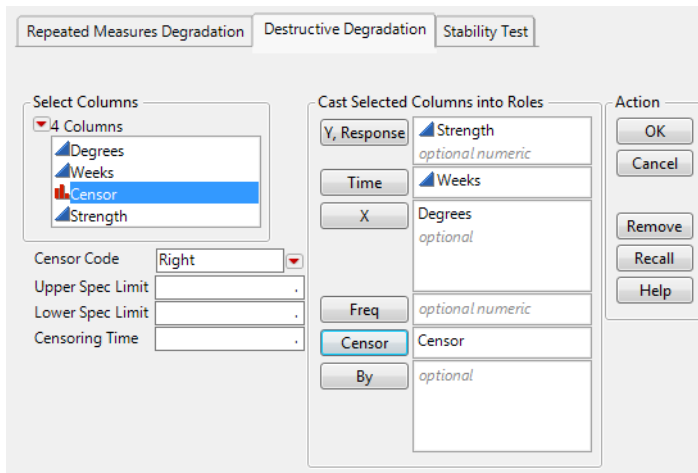 Repeated Measures Degradation
Destructive Degradation
Stability Test
Select Columns
4 Columns
Degrees
Weeks
Censor
Strength
Censor Code
Right
Upper Spec Limit
.
Lower Spec Limit
.
Censoring Time
.
Cast Selected Columns into Roles
Y, Response
Strength
optional numeric
Time
Weeks
X
Degrees
optional
Freq
optional numeric
Censor
Censor
By
optional
Action
OK
Cancel
Remove
Recall
Help